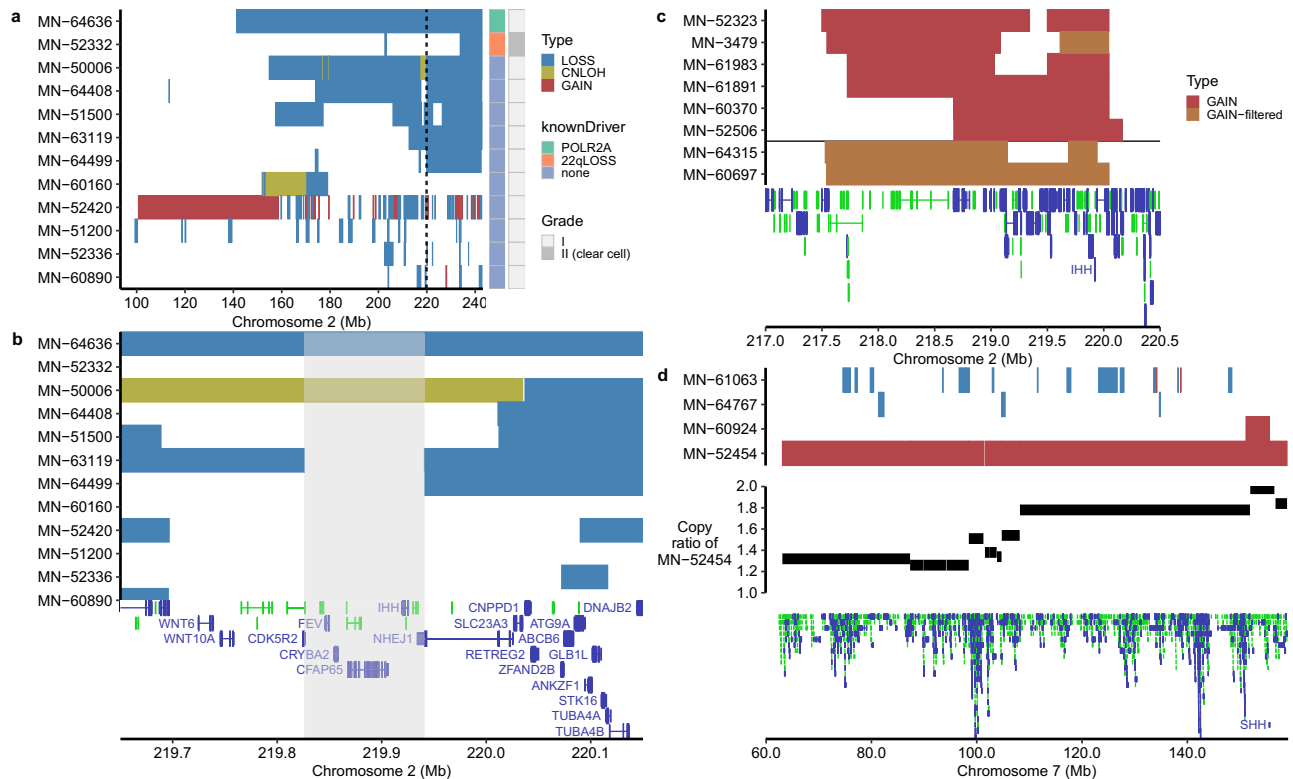 a
MN−64636
MN−52332
MN−50006
MN−64408
MN−51500
MN−63119
MN−64499
MN−60160
MN−52420
MN−51200
MN−52336
MN−60890
100 120 140 160 180 200 220 240
Chromosome 2 (Mb)
Type
LOSS
CNLOH
GAIN
knownDriver
POLR2A
22qLOSS
none
Grade
I
II (clear cell)
b
MN−64636
MN−52332
MN−50006
MN−64408
MN−51500
MN−63119
MN−64499
MN−60160
MN−52420
MN−51200
MN−52336
MN−60890
IHH CNPPD1 DNAJB2
WNT6 FEV SLC23A3 ATG9A
WNT10A CDK5R2 NHEJ1 ABCB6
CRYBA2 RETREG2 GLB1L
CFAP65 ZFAND2B
ANKZF1
STK16
TUBA4A
TUBA4B
219.7 219.8 219.9 220.0 220.1
Chromosome 2 (Mb)
c
MN−52323
MN−3479
MN−61983
MN−61891
MN−60370
MN−52506
MN−64315
MN−60697
IHH
217.0 217.5 218.0 218.5 219.0 219.5 220.0 220.5
Chromosome 2 (Mb)
Type
GAIN
GAIN−filtered
d
MN−61063
MN−64767
MN−60924
MN−52454
Copy
ratio of
MN−52454
2.0
1.8
1.6
1.4
1.2
1.0
SHH
60.0 80.0 100.0 120.0 140.0
Chromosome 7 (Mb)